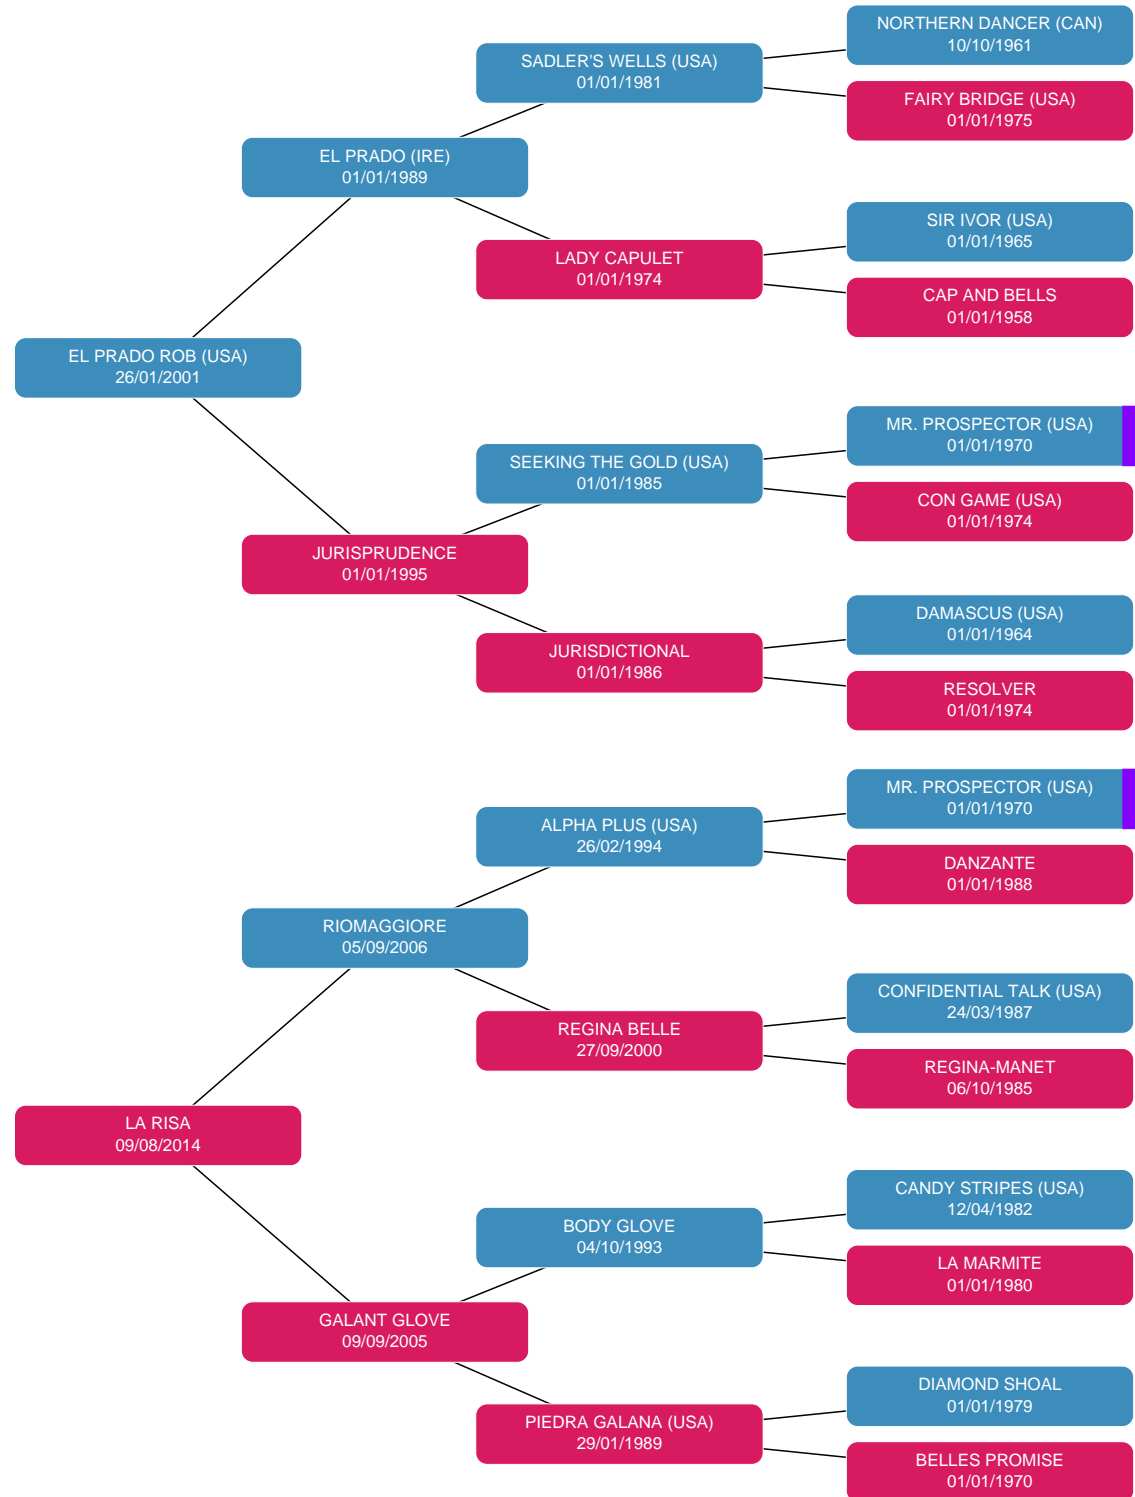 NORTHERN DANCER (CAN)
10/10/1961
SADLER'S WELLS (USA)
01/01/1981
FAIRY BRIDGE (USA)
01/01/1975
EL PRADO (IRE)
01/01/1989
SIR IVOR (USA)
01/01/1965
LADY CAPULET
01/01/1974
CAP AND BELLS
01/01/1958
EL PRADO ROB (USA)
26/01/2001
MR. PROSPECTOR (USA)
01/01/1970
SEEKING THE GOLD (USA)
01/01/1985
CON GAME (USA)
01/01/1974
JURISPRUDENCE
01/01/1995
DAMASCUS (USA)
01/01/1964
JURISDICTIONAL
01/01/1986
RESOLVER
01/01/1974
MR. PROSPECTOR (USA)
01/01/1970
ALPHA PLUS (USA)
26/02/1994
DANZANTE
01/01/1988
RIOMAGGIORE
05/09/2006
CONFIDENTIAL TALK (USA)
24/03/1987
REGINA BELLE
27/09/2000
REGINA-MANET
06/10/1985
LA RISA
09/08/2014
CANDY STRIPES (USA)
12/04/1982
BODY GLOVE
04/10/1993
LA MARMITE
01/01/1980
GALANT GLOVE
09/09/2005
DIAMOND SHOAL
01/01/1979
PIEDRA GALANA (USA)
29/01/1989
BELLES PROMISE
01/01/1970